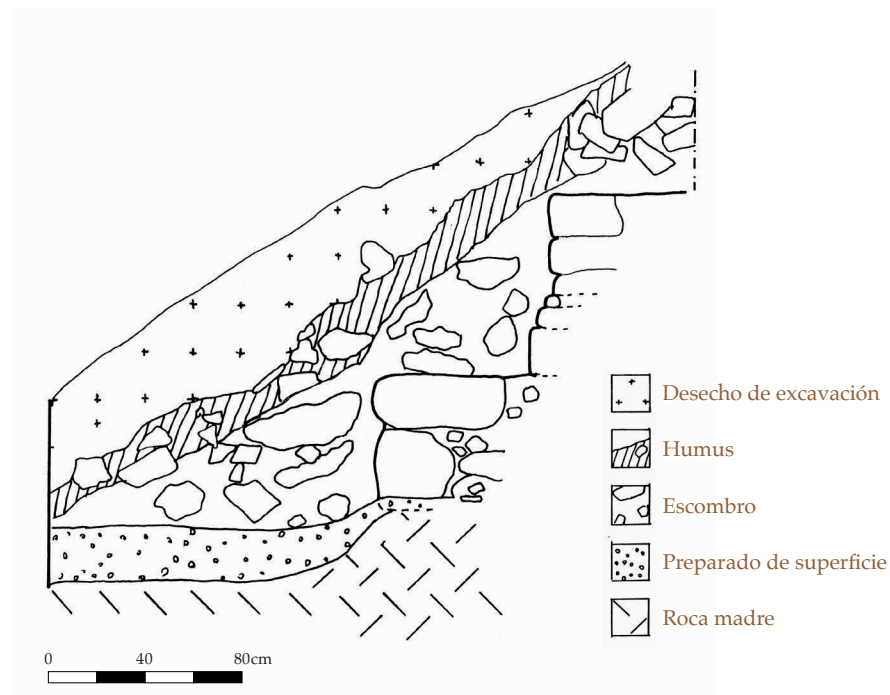 Desecho de excavación
Humus
Escombro
Preparado de superficie
Roca madre
0 40 80cm